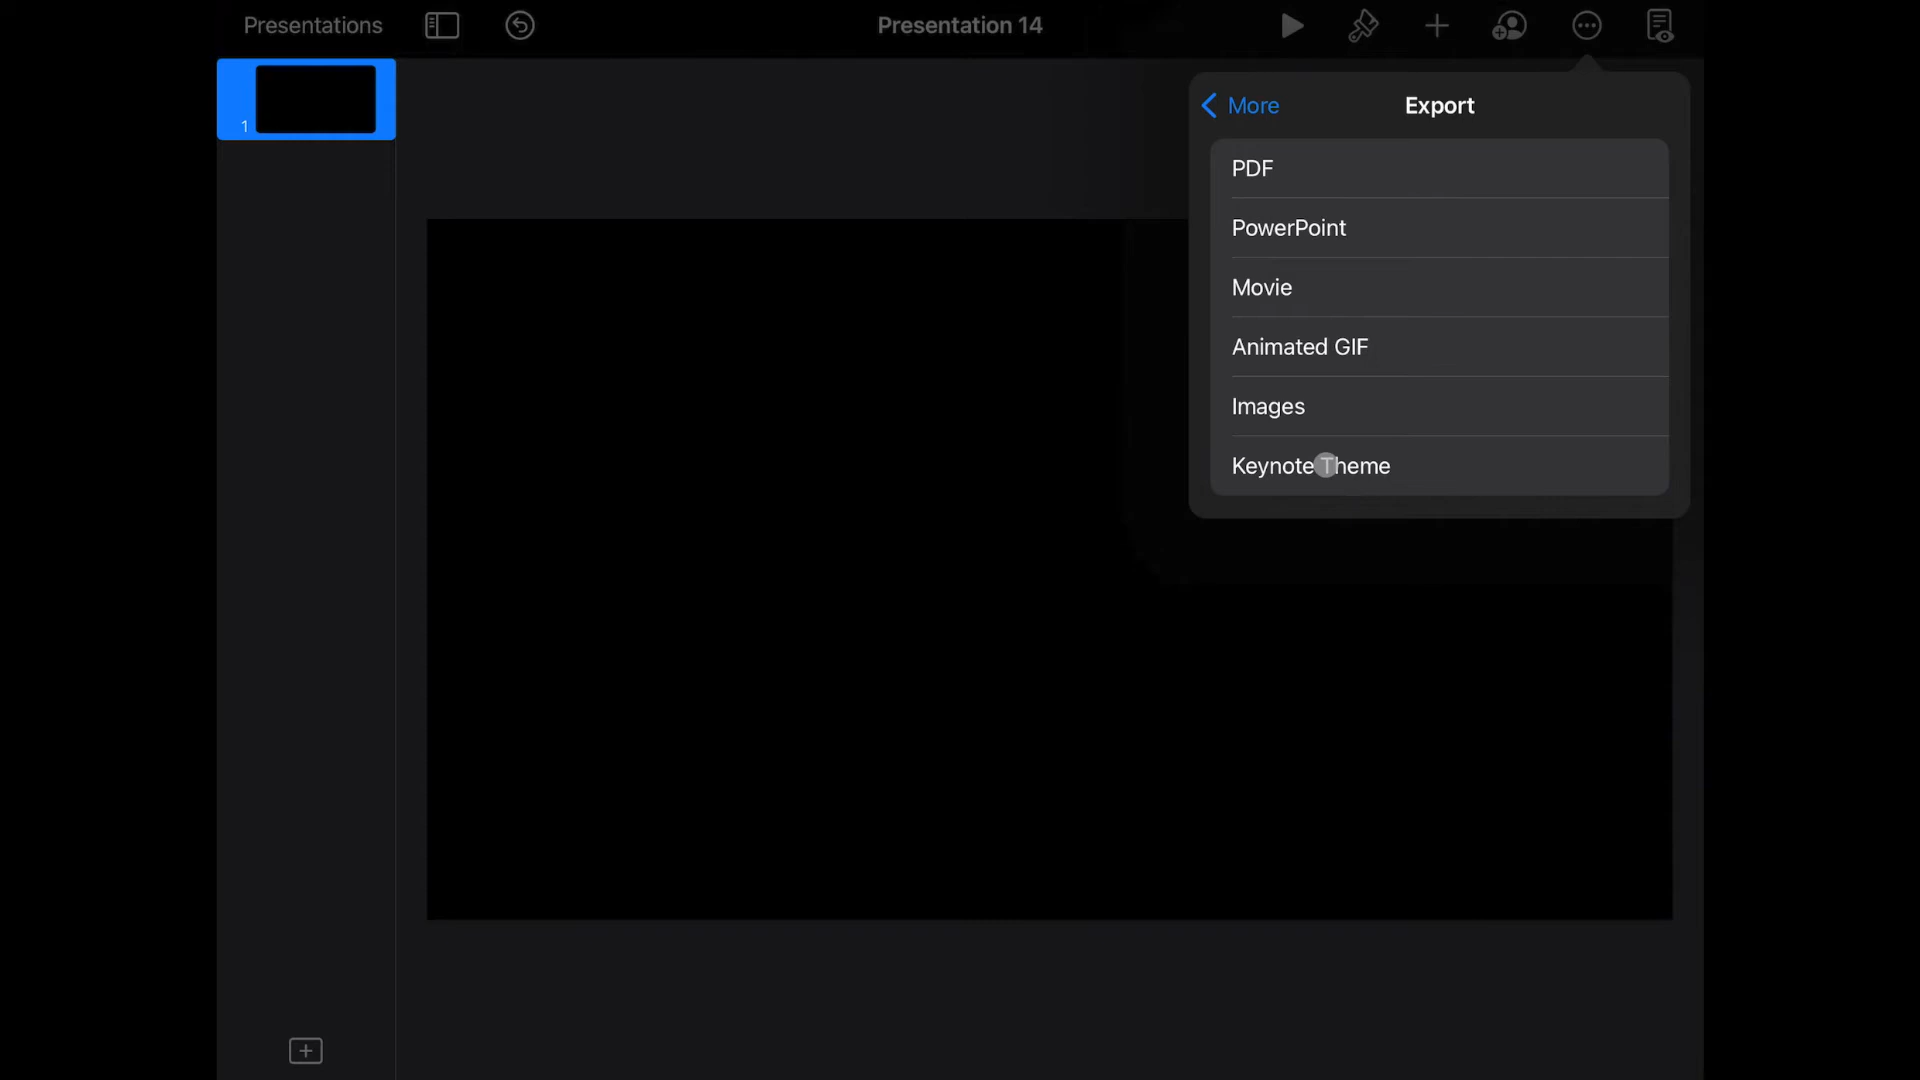 Presentations
Presentation 14
1
More
Export
PDF
PowerPoint
Movie
Animated GIF
Images
Keynote Theme